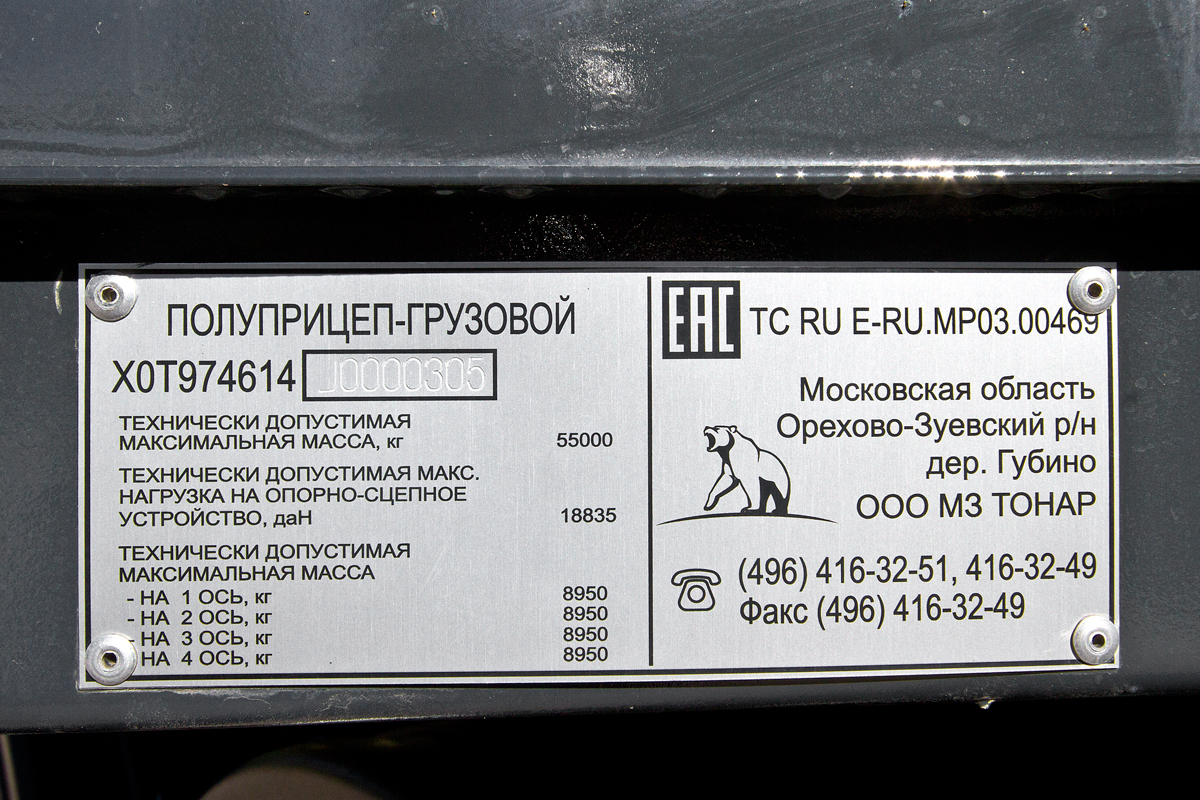 ПОЛУПРИЦЕП-ГРУЗОВОЙ
X0T974614 J0000305
ТЕХНИЧЕСКИ ДОПУСТИМАЯ
МАКСИМАЛЬНАЯ МАССА, кг 55000
ТЕХНИЧЕСКИ ДОПУСТИМАЯ МАКС.
НАГРУЗКА НА ОПОРНО-СЦЕПНОЕ
УСТРОЙСТВО, даН 18835
ТЕХНИЧЕСКИ ДОПУСТИМАЯ
МАКСИМАЛЬНАЯ МАССА
- НА 1 ОСЬ, кг 8950
- НА 2 ОСЬ, кг 8950
- НА 3 ОСЬ, кг 8950
НА 4 ОСЬ, кг 8950
EAC TC RU E-RU.MP03.00469
Московская область
Орехово-Зуевский р/н
дер. Губино
ООО МЗ ТОНАР
(496) 416-32-51, 416-32-49
Факс (496) 416-32-49